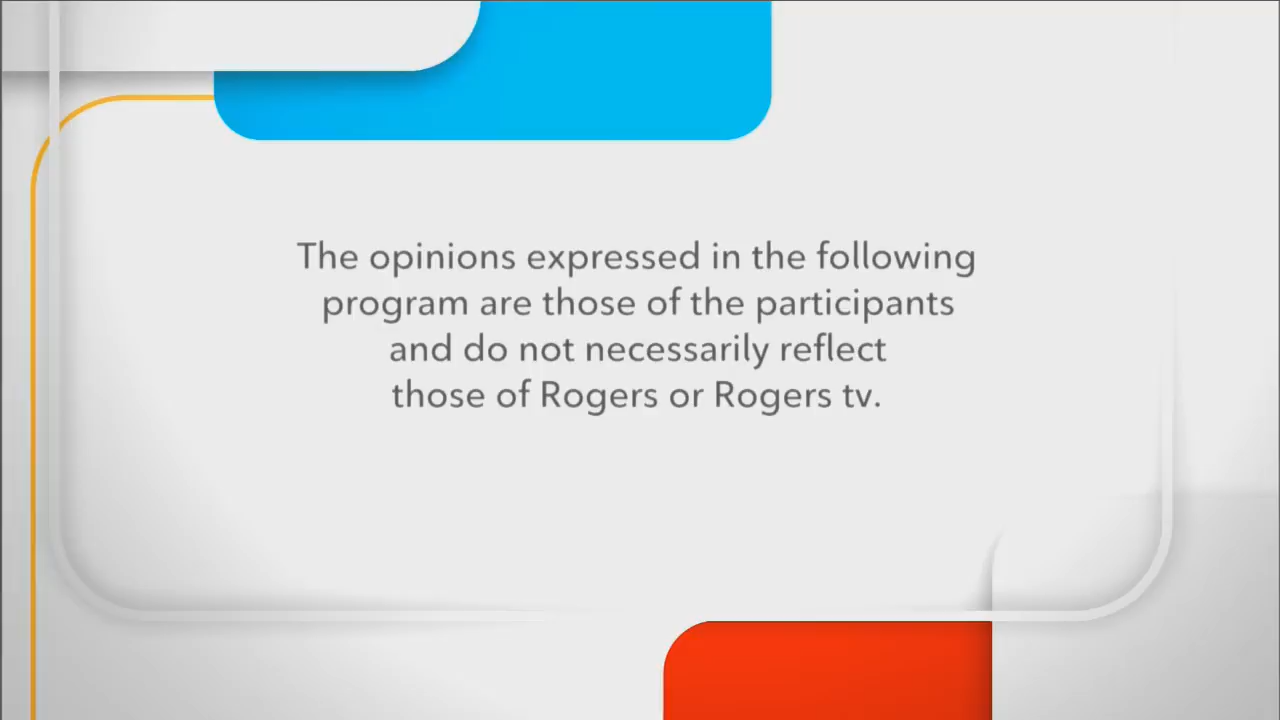 The opinions expressed in the following
program are those of the participants
and do not necessarily reflect
those of Rogers or Rogers tv.